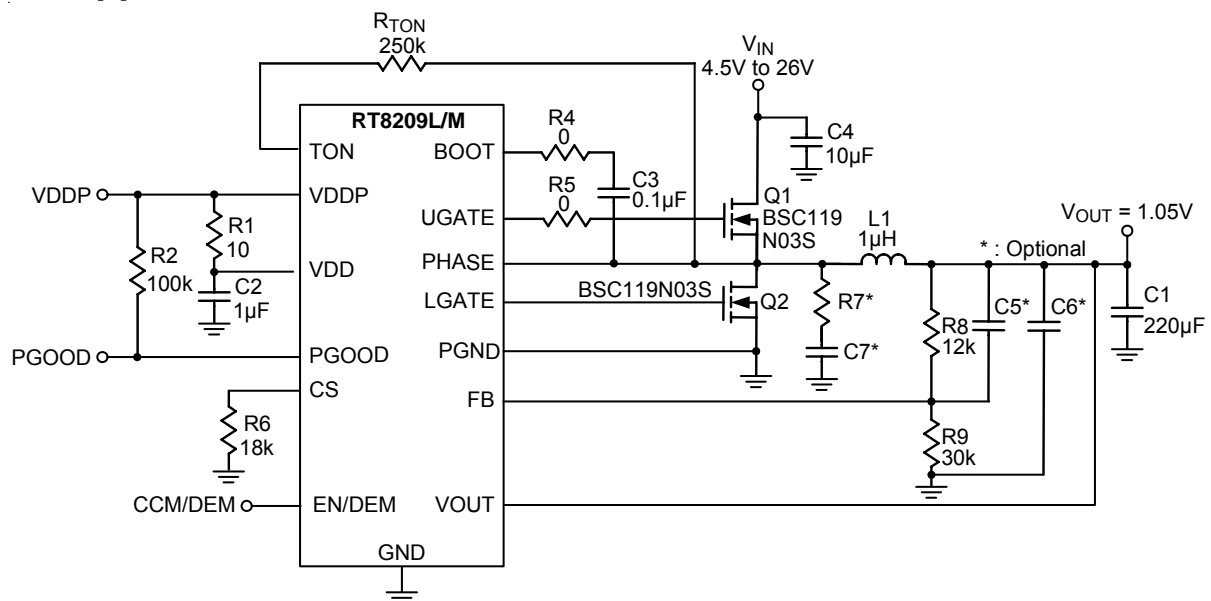 RTON
250k
VIN
4.5V to 26V
RT8209L/M
TON
BOOT
R4
0
C4
10µF
VDDP
VDDP
C3
0.1µF
R5
0
UGATE
Q1
BSC119
N03S
R1
10
R2
100k
VDD
C2
1µF
PHASE
L1
1µH
VOUT = 1.05V
* : Optional
LGATE
BSC119N03S
Q2
R7*
C5*
C6*
C1
220µF
R8
12k
PGOOD
PGOOD
PGND
C7*
CS
FB
R6
18k
R9
30k
CCM/DEM
EN/DEM
VOUT
GND